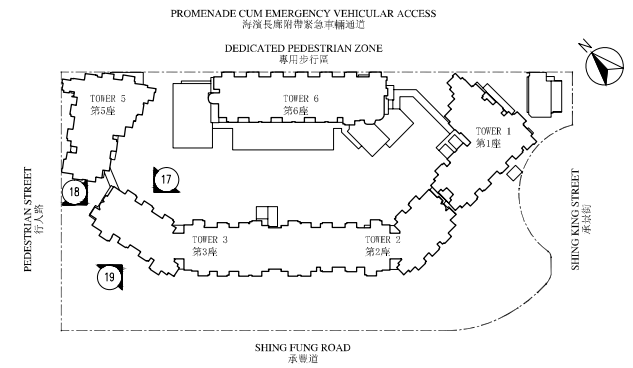 PROMENADE CUM EMERGENCY VEHICULAR ACCESS
海濱長廊附帶緊急車輛通道
DEDICATED PEDESTRIAN ZONE
專用步行區
N
TOWER 5
第5座
TOWER 6
第6座
TOWER 1
第1座
17
18
PEDESTRIAN STREET
行人路
SHING KING STREET
承景街
TOWER 3
第3座
TOWER 2
第2座
19
SHING FUNG ROAD
承豐道